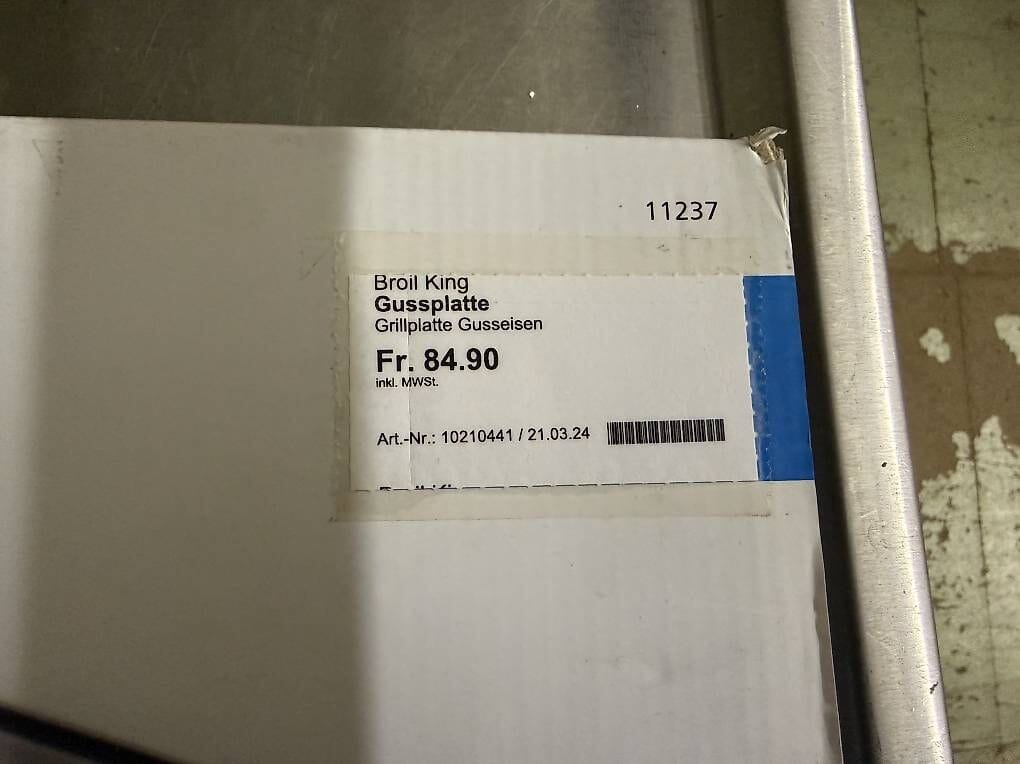 11237
Broil King
Gussplatte
Grillplatte Gusseisen
Fr. 84.90
inkl. MWSt.
Art.-Nr.: 10210441 / 21.03.24